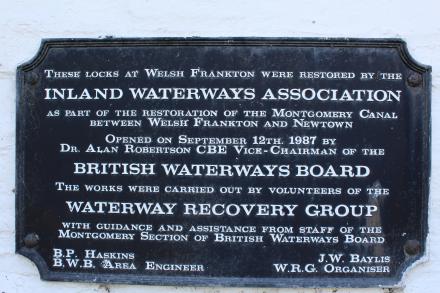 These locks at Welsh Frankton were restored by the
INLAND WATERWAYS ASSOCIATION
as part of the restoration of the Montgomery Canal
between Welsh Frankton and Newtown
Opened on September 12th. 1987 by
Dr. Alan Robertson CBE Vice-Chairman of the
BRITISH WATERWAYS BOARD
The works were carried out by volunteers of the
WATERWAY RECOVERY GROUP
with guidance and assistance from staff of the
Montgomery Section of British Waterways Board
B.P. Haskins J.W. Baylis
B.W.B. Area Engineer W.R.G. Organiser